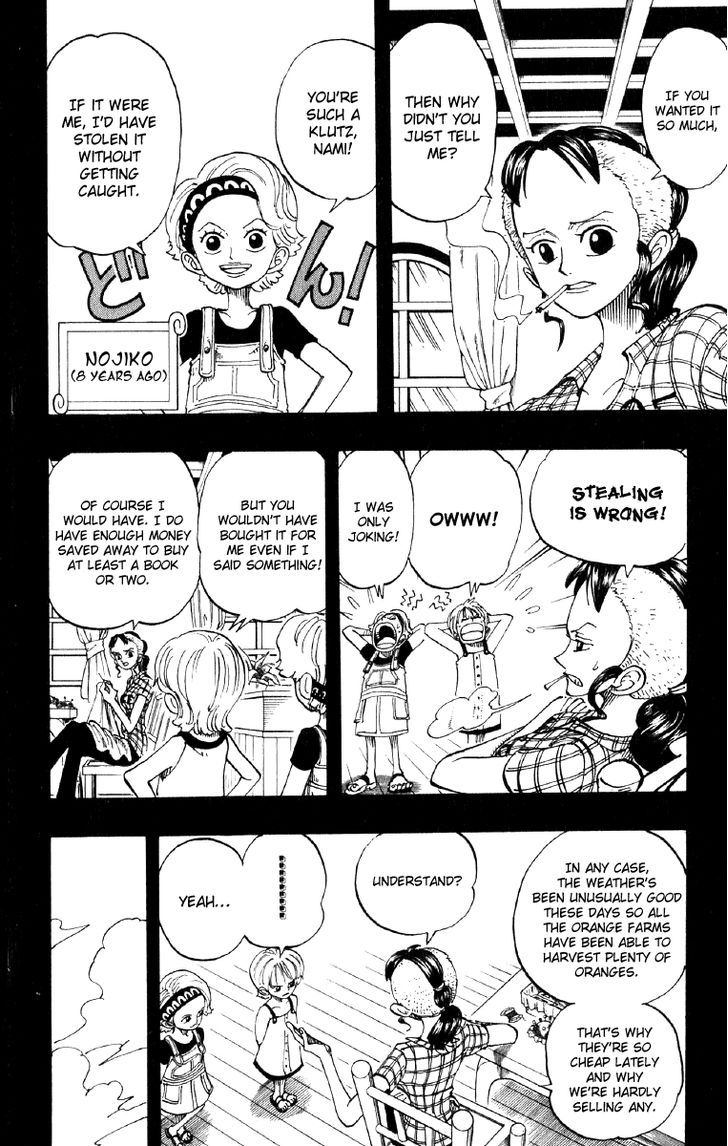 IF YOU
WANTED IT
SO MUCH,
THEN WHY
DIDN'T YOU
JUST TELL
ME?
YOU'RE
SUCH A
KLUTZ,
NAMI!
IF IT WERE
ME, I'D HAVE
STOLEN IT
WITHOUT
GETTING
CAUGHT.
どん!
NOJIKO
(8 YEARS AGO)
STEALING
IS WRONG!
OWWW!
I WAS
ONLY
JOKING!
BUT YOU
WOULDN'T HAVE
BOUGHT IT FOR
ME EVEN IF I
SAID SOMETHING!
OF COURSE I
WOULD HAVE. I DO
HAVE ENOUGH MONEY
SAVED AWAY TO BUY
AT LEAST A BOOK
OR TWO.
IN ANY CASE,
THE WEATHER'S
BEEN UNUSUALLY GOOD
THESE DAYS SO ALL
THE ORANGE FARMS
HAVE BEEN ABLE TO
HARVEST PLENTY OF
ORANGES.
THAT'S WHY
THEY'RE SO
CHEAP LATELY
AND WHY
WE'RE HARDLY
SELLING ANY.
UNDERSTAND?
.........
YEAH...